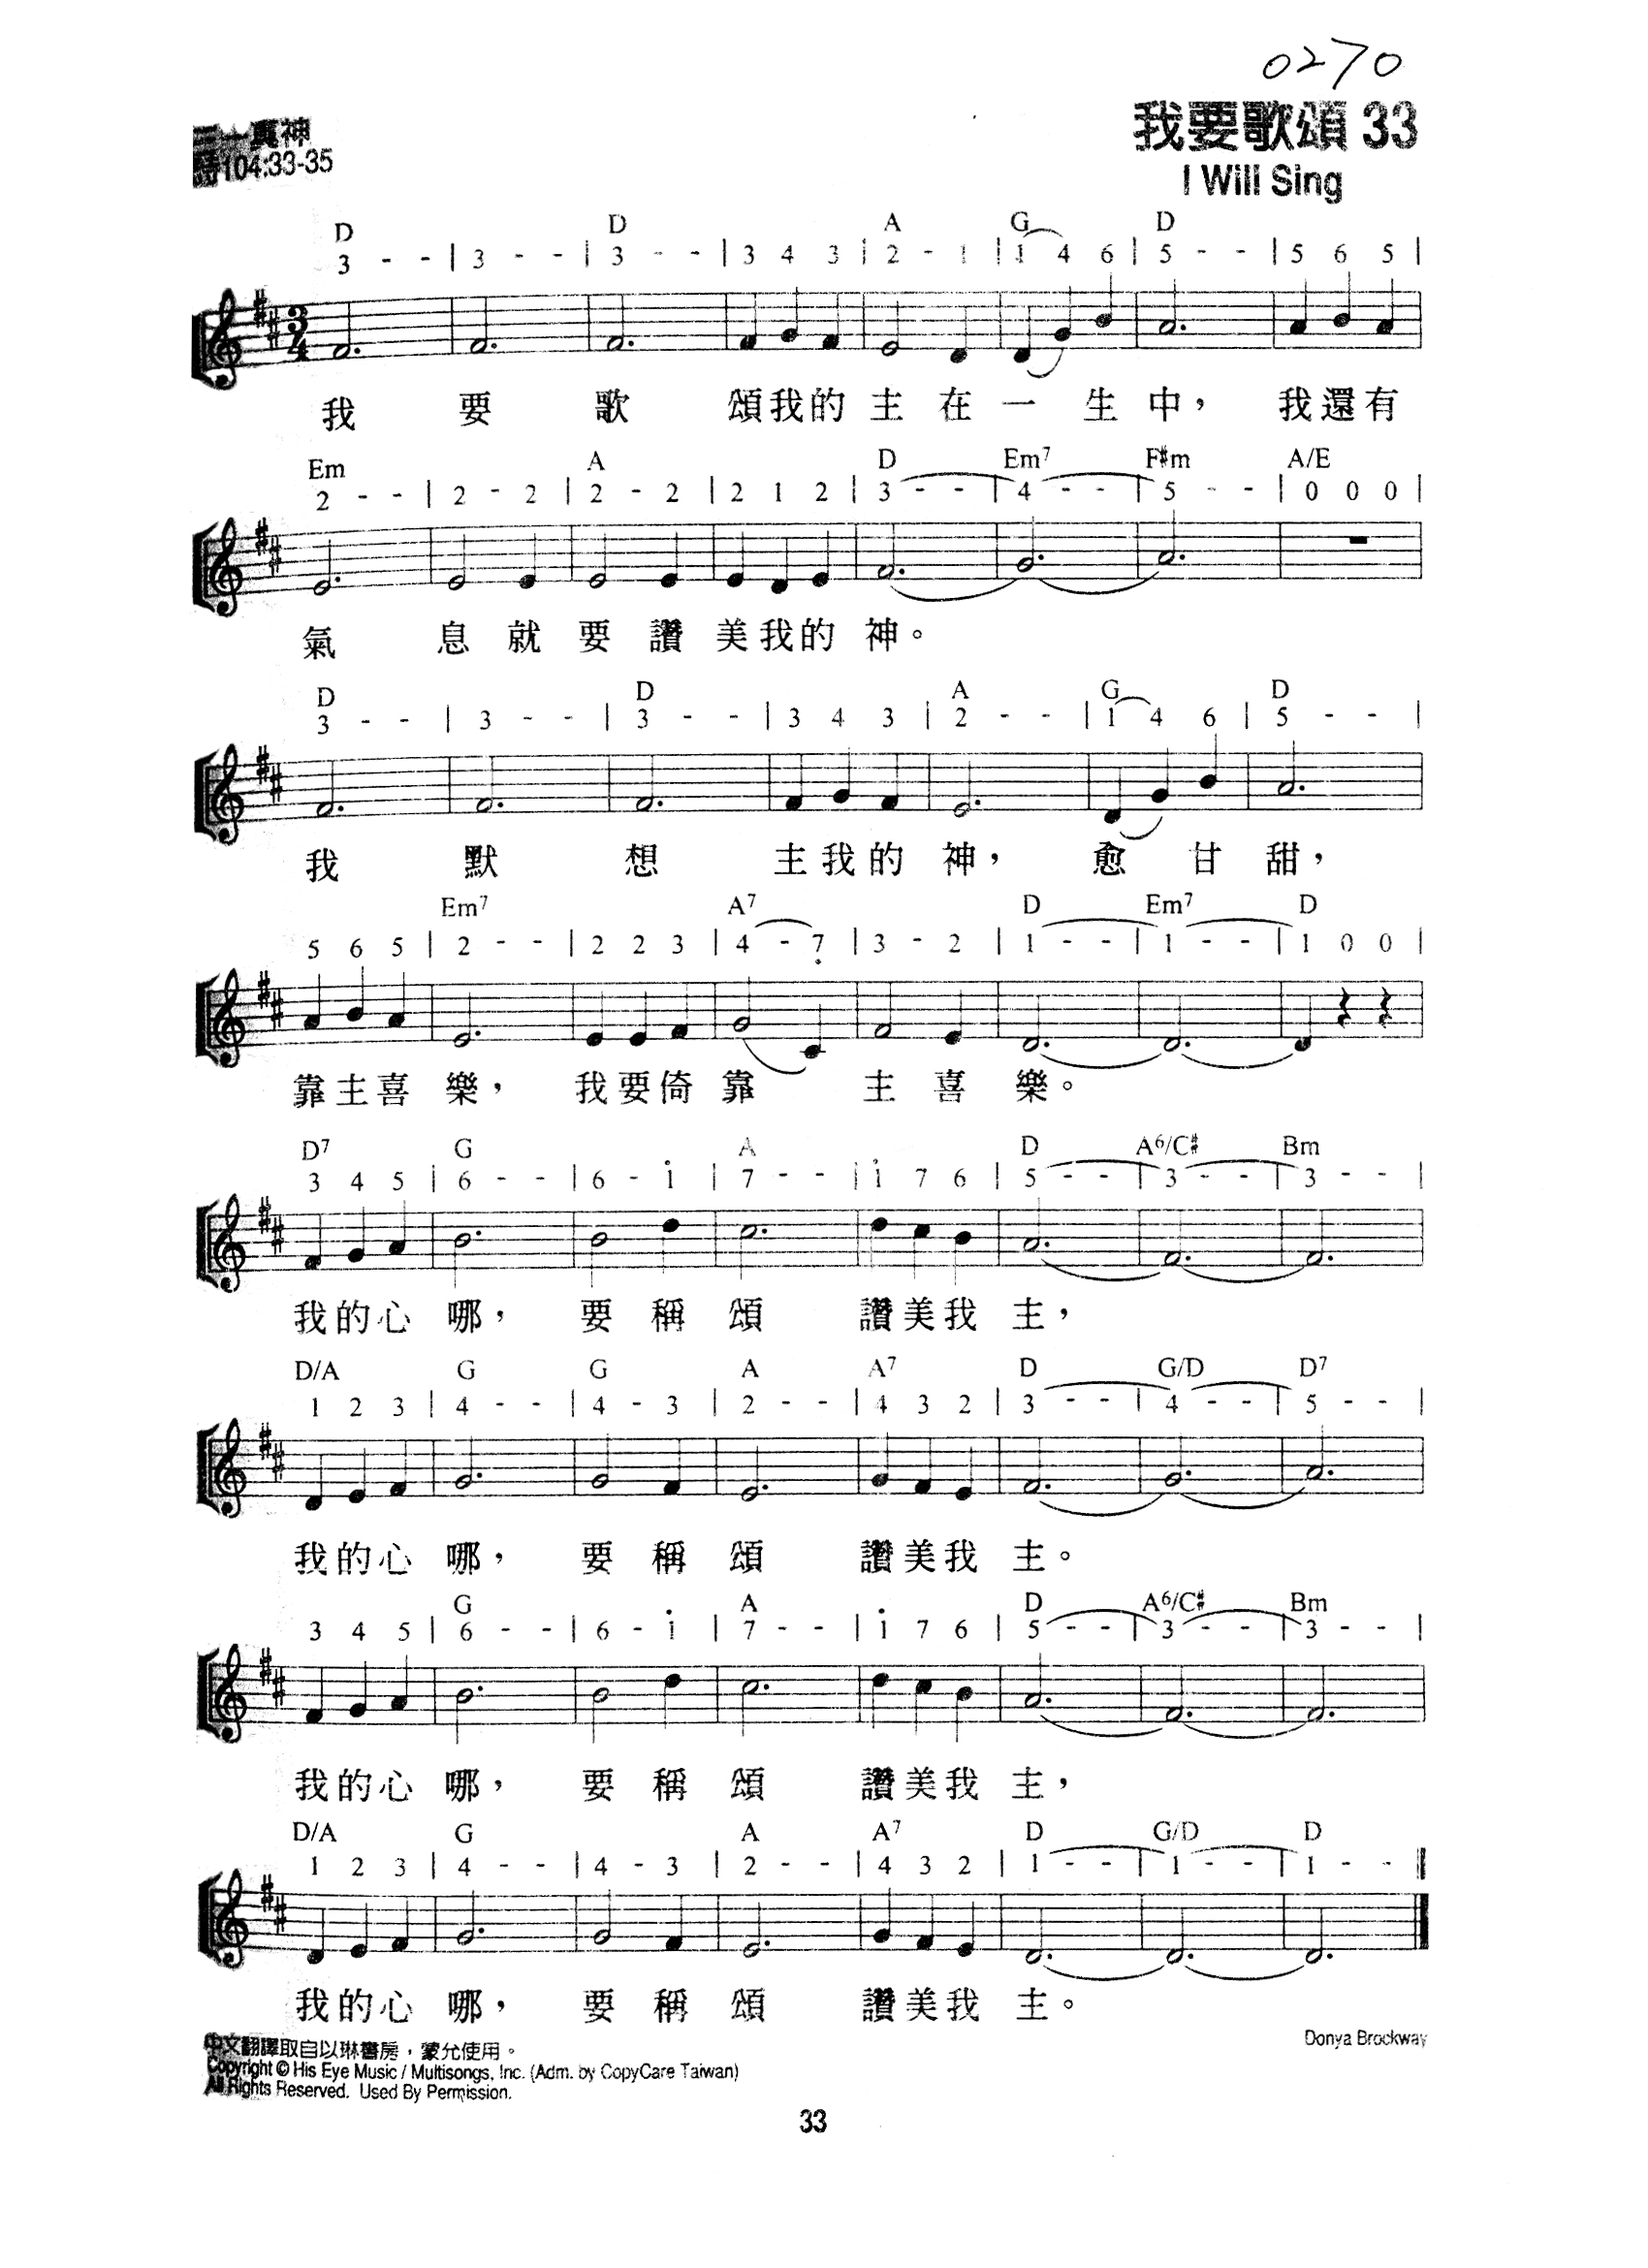 0270
三一真神
詩104:33-35
我要歌頌 33
I Will Sing
D D A G D
3 - - | 3 - - | 3 - - | 3 4 3 | 2 - 1 | 1 4 6 | 5 - - | 5 6 5 |
3/4
我 要 歌 頌我的 主 在 一 生 中， 我還有
Em A D Em7 F#m A/E
2 - - | 2 - 2 | 2 - 2 | 2 1 2 | 3 - - | 4 - - | 5 - - | 0 0 0 |
氣 息 就 要 讚 美我的 神。
D D A G D
3 - - | 3 - - | 3 - - | 3 4 3 | 2 - - | 1 4 6 | 5 - - |
我 默 想 主我的 神， 愈 甘 甜，
Em7 A7 D Em7 D
5 6 5 | 2 - - | 2 2 3 | 4 - 7̣ | 3 - 2 | 1 - - | 1 - - | 1 0 0 |
靠主喜 樂， 我要倚 靠 主 喜 樂。
D7 G A D A6/C# Bm
3 4 5 | 6 - - | 6 - i | 7 - - | i 7 6 | 5 - - | 3 - - | 3 - - |
我的心 哪， 要 稱 頌 讚美我 主，
D/A G G A A7 D G/D D7
1 2 3 | 4 - - | 4 - 3 | 2 - - | 4 3 2 | 3 - - | 4 - - | 5 - - |
我的心 哪， 要 稱 頌 讚美我 主。
G A D A6/C# Bm
3 4 5 | 6 - - | 6 - i | 7 - - | i 7 6 | 5 - - | 3 - - | 3 - - |
我的心 哪， 要 稱 頌 讚美我 主，
D/A G A A7 D G/D D
1 2 3 | 4 - - | 4 - 3 | 2 - - | 4 3 2 | 1 - - | 1 - - | 1 - - ‖
我的心 哪， 要 稱 頌 讚美我 主。
中文翻譯取自以琳書房，蒙允使用。
Donya Brockway
Copyright © His Eye Music / Multisongs, Inc. (Adm. by CopyCare Taiwan)
All Rights Reserved. Used By Permission.
33